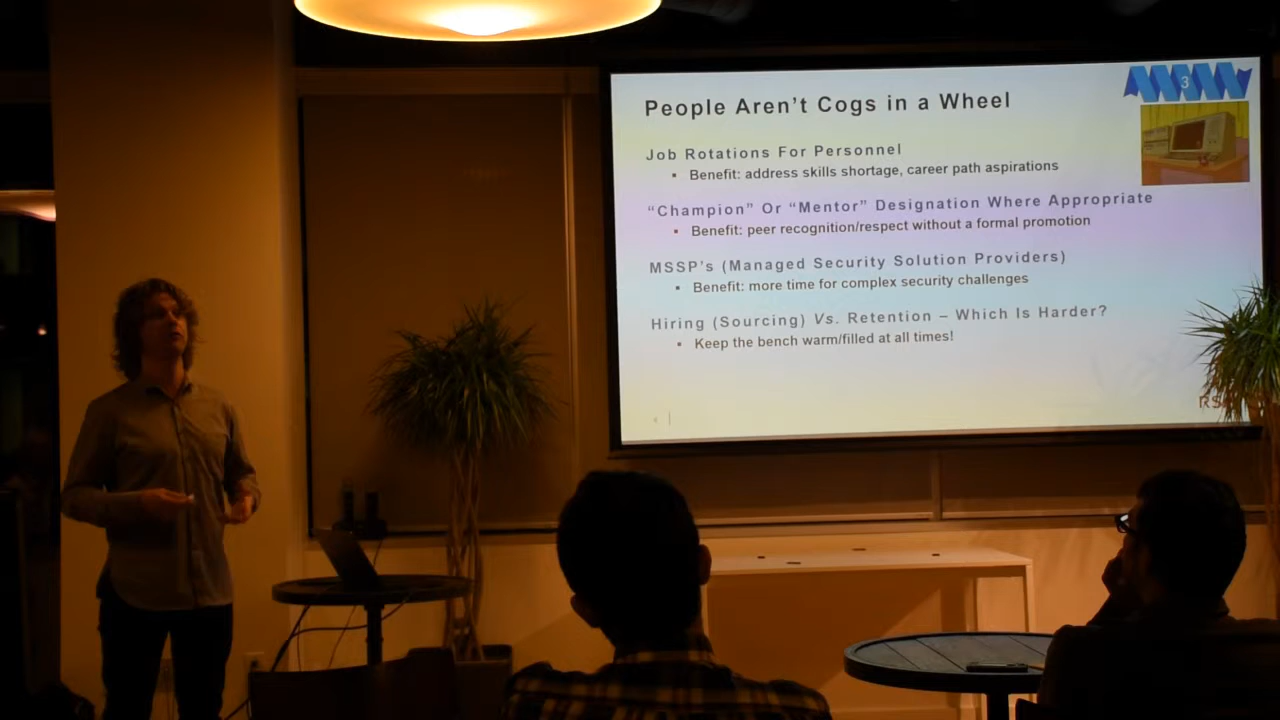 3
People Aren't Cogs in a Wheel
Job Rotations For Personnel
▪ Benefit: address skills shortage, career path aspirations
“Champion” Or “Mentor” Designation Where Appropriate
▪ Benefit: peer recognition/respect without a formal promotion
MSSP's (Managed Security Solution Providers)
▪ Benefit: more time for complex security challenges
Hiring (Sourcing) Vs. Retention – Which Is Harder?
▪ Keep the bench warm/filled at all times!